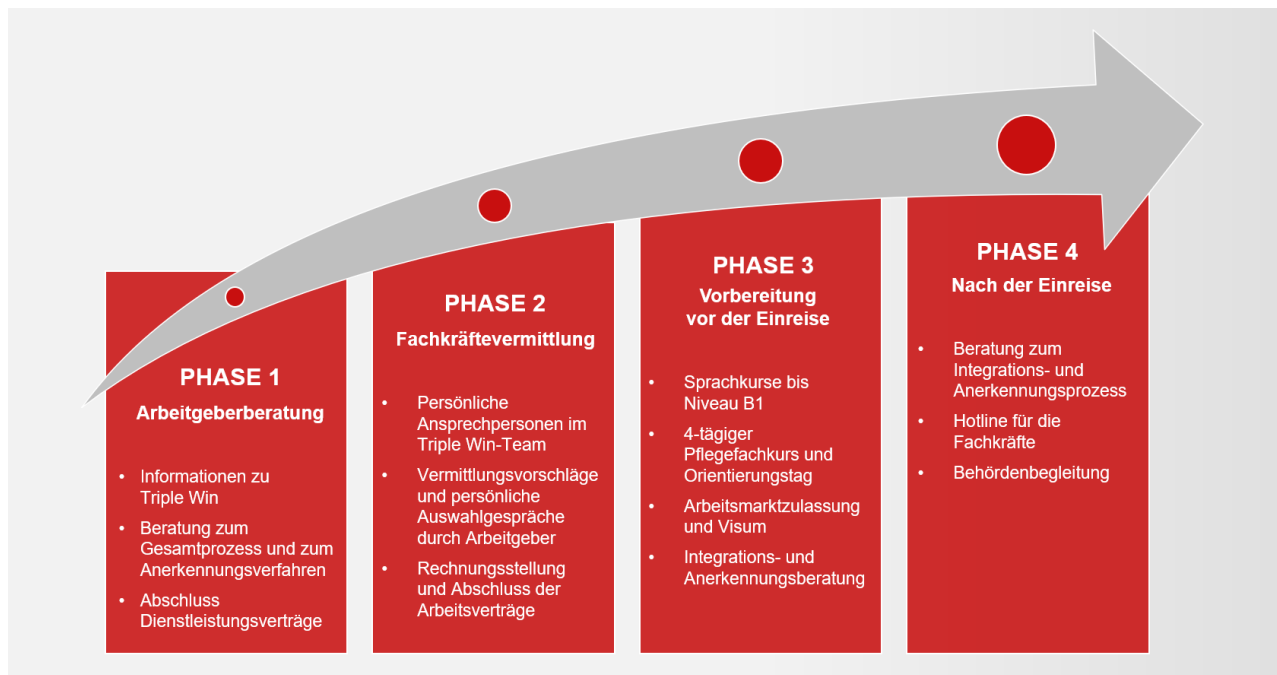 PHASE 1
Arbeitgeberberatung
• Informationen zu
Triple Win
• Beratung zum
Gesamtprozess und zum
Anerkennungsverfahren
• Abschluss
Dienstleistungsverträge
PHASE 2
Fachkräftevermittlung
• Persönliche
Ansprechpersonen im
Triple Win-Team
• Vermittlungsvorschläge
und persönliche
Auswahlgespräche
durch Arbeitgeber
• Rechnungsstellung
und Abschluss der
Arbeitsverträge
PHASE 3
Vorbereitung
vor der Einreise
• Sprachkurse bis
Niveau B1
• 4-tägiger
Pflegefachkurs und
Orientierungstag
• Arbeitsmarktzulassung
und Visum
• Integrations- und
Anerkennungsberatung
PHASE 4
Nach der Einreise
• Beratung zum
Integrations- und
Anerkennungsprozess
• Hotline für die
Fachkräfte
• Behördenbegleitung